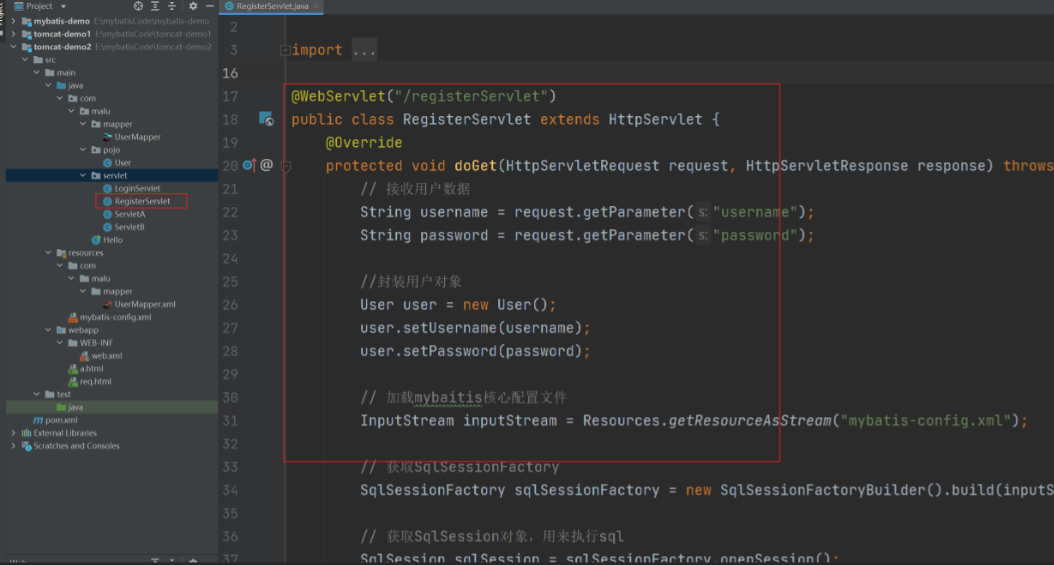 Project
RegisterServlet.java
mybatis-demo E:\mybatisCode\mybatis-demo
tomcat-demo1 E:\mybatisCode\tomcat-demo1
tomcat-demo2 E:\mybatisCode\tomcat-demo2
src
main
java
com
malu
mapper
UserMapper
pojo
User
servlet
LoginServlet
RegisterServlet
ServletA
ServletB
Hello
resources
com
malu
mapper
UserMapper.xml
mybatis-config.xml
webapp
WEB-INF
web.xml
a.html
req.html
test
java
pom.xml
External Libraries
Scratches and Consoles
2
3 import ...
16
17 @WebServlet("/registerServlet")
18 public class RegisterServlet extends HttpServlet {
19 @Override
20 @ protected void doGet(HttpServletRequest request, HttpServletResponse response) throws
21 // 接收用户数据
22 String username = request.getParameter( s: "username");
23 String password = request.getParameter( s: "password");
24
25 //封装用户对象
26 User user = new User();
27 user.setUsername(username);
28 user.setPassword(password);
29
30 // 加载mybaitis核心配置文件
31 InputStream inputStream = Resources.getResourceAsStream("mybatis-config.xml");
32
33 // 获取SqlSessionFactory
34 SqlSessionFactory sqlSessionFactory = new SqlSessionFactoryBuilder().build(inputS
35
36 // 获取SqlSession对象，用来执行sql
37 SqlSession sqlSession = sqlSessionFactory.openSession();